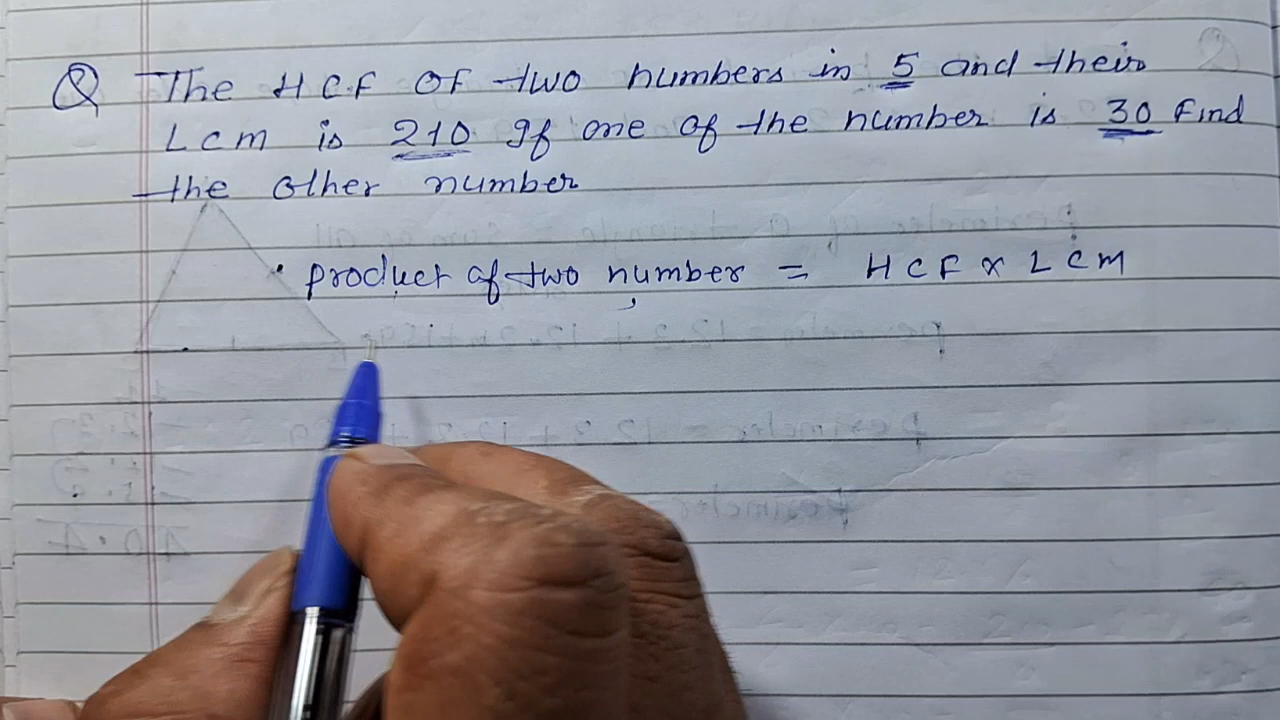 Q The HCF OF two numbers in 5 and their
Lcm is 210 If one of the number is 30 Find
the other number
• product of two number = HCF × LCM